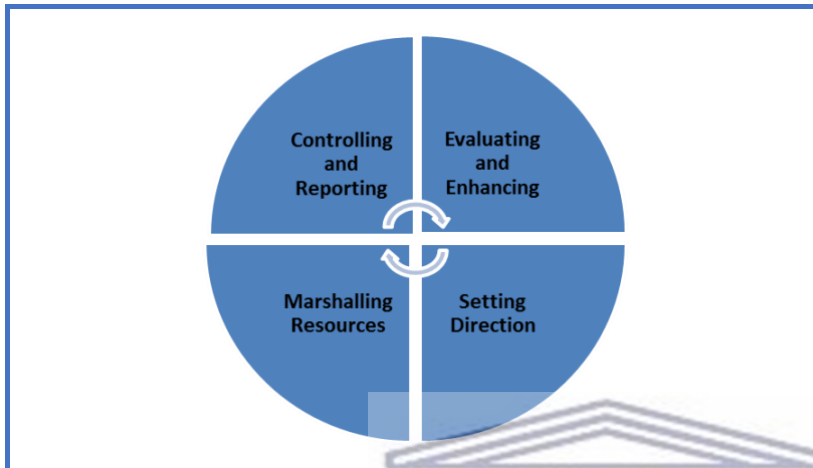 Controlling
and
Reporting
Evaluating
and
Enhancing
Marshalling
Resources
Setting
Direction